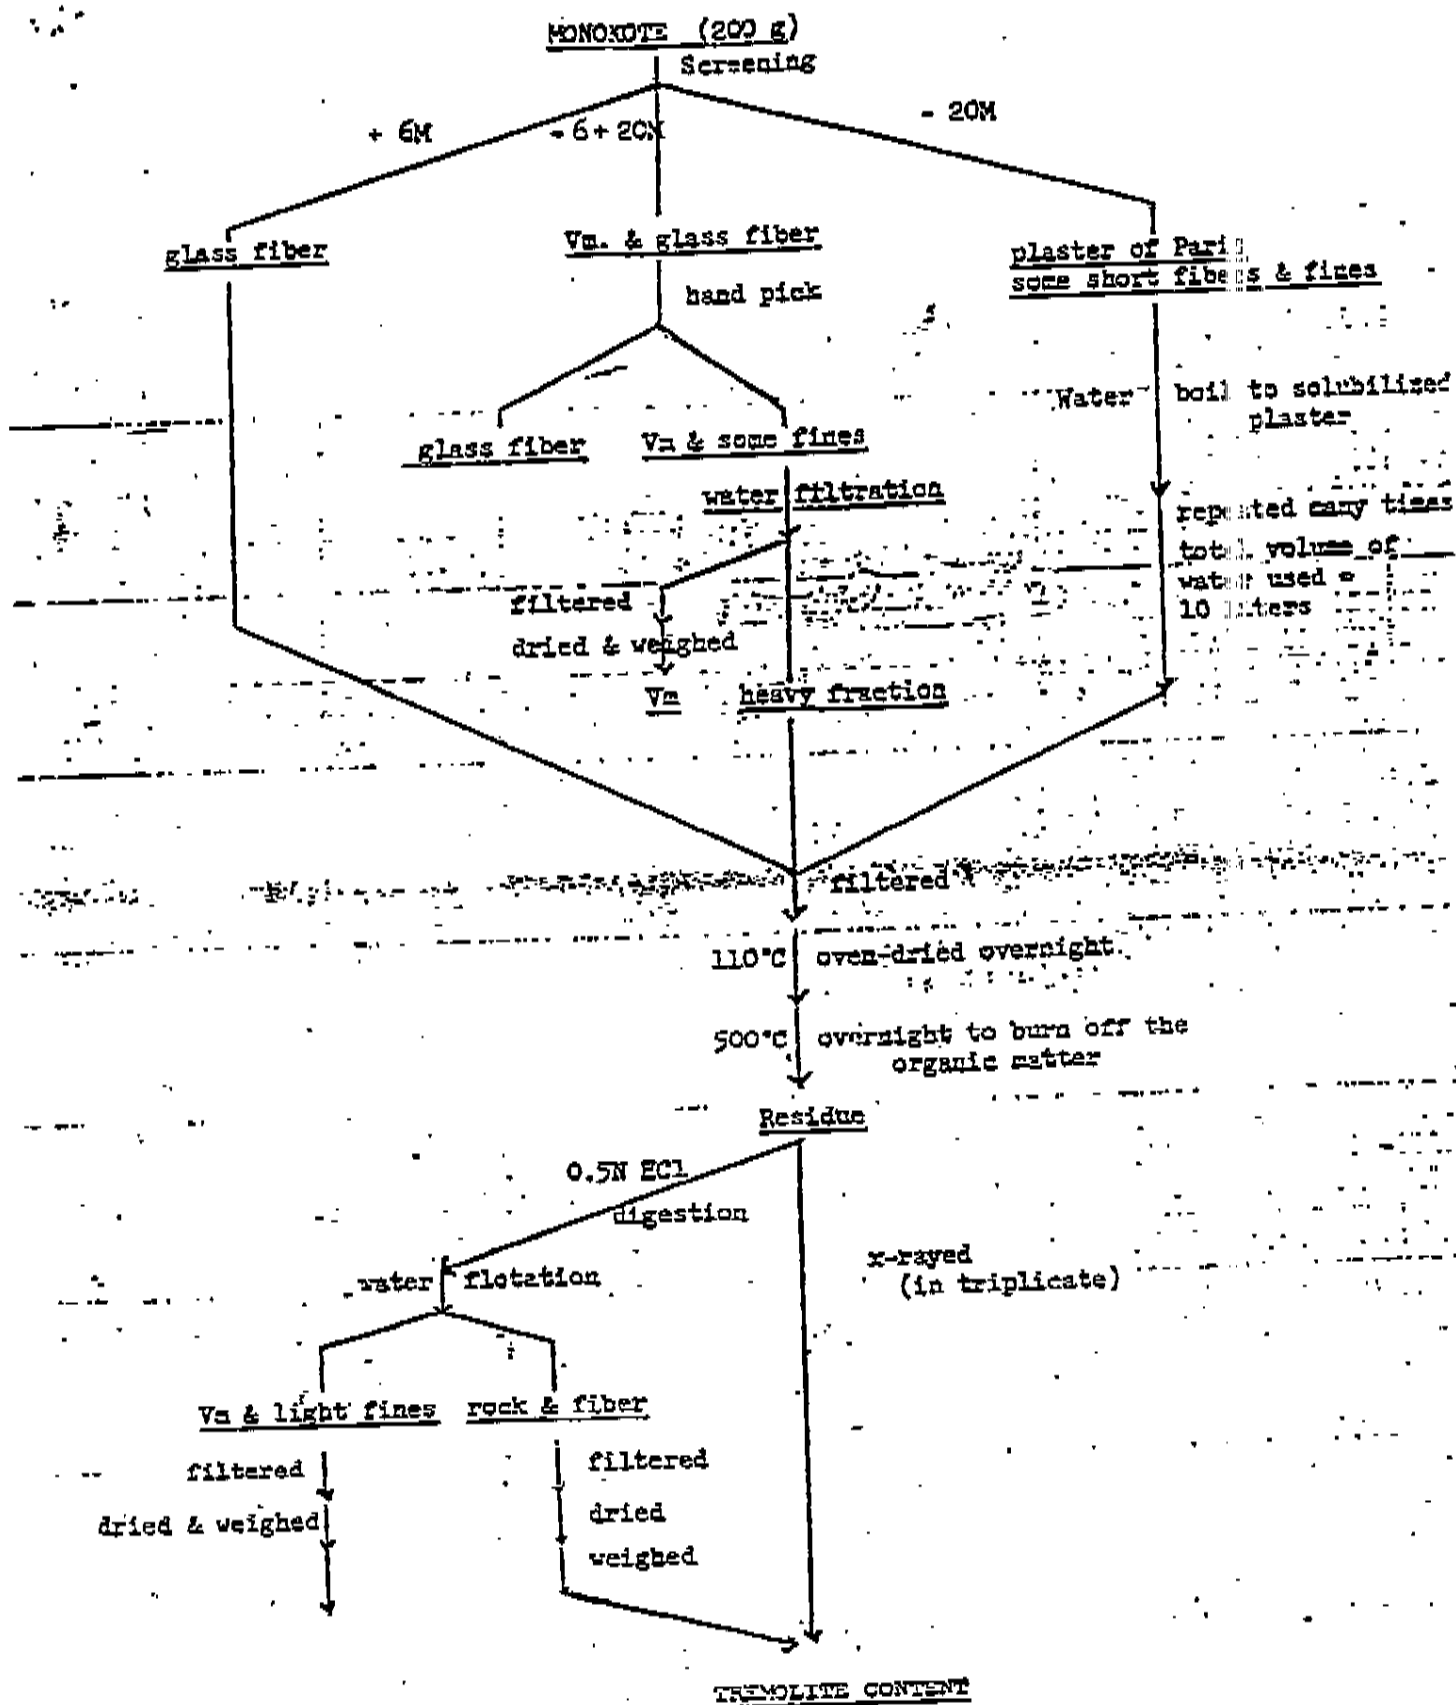 MONOKOTE (200 g)
Screening
+ 6M
- 6 + 20M
- 20M
glass fiber
Vm. & glass fiber
plaster of Paris
some short fibers & fines
hand pick
Water
boil to solubilized
plaster
glass fiber
Vm & some fines
water filtration
repeated many times
total volume of
water used =
10 liters
filtered
dried & weighed
Vm
heavy fraction
filtered
110°C
oven-dried overnight
500°C
overnight to burn off the
organic matter
Residue
0.5N HCl
digestion
x-rayed
(in triplicate)
water flotation
Vm & light fines
rock & fiber
filtered
filtered
dried & weighed
dried
weighed
TREMOLITE CONTENT